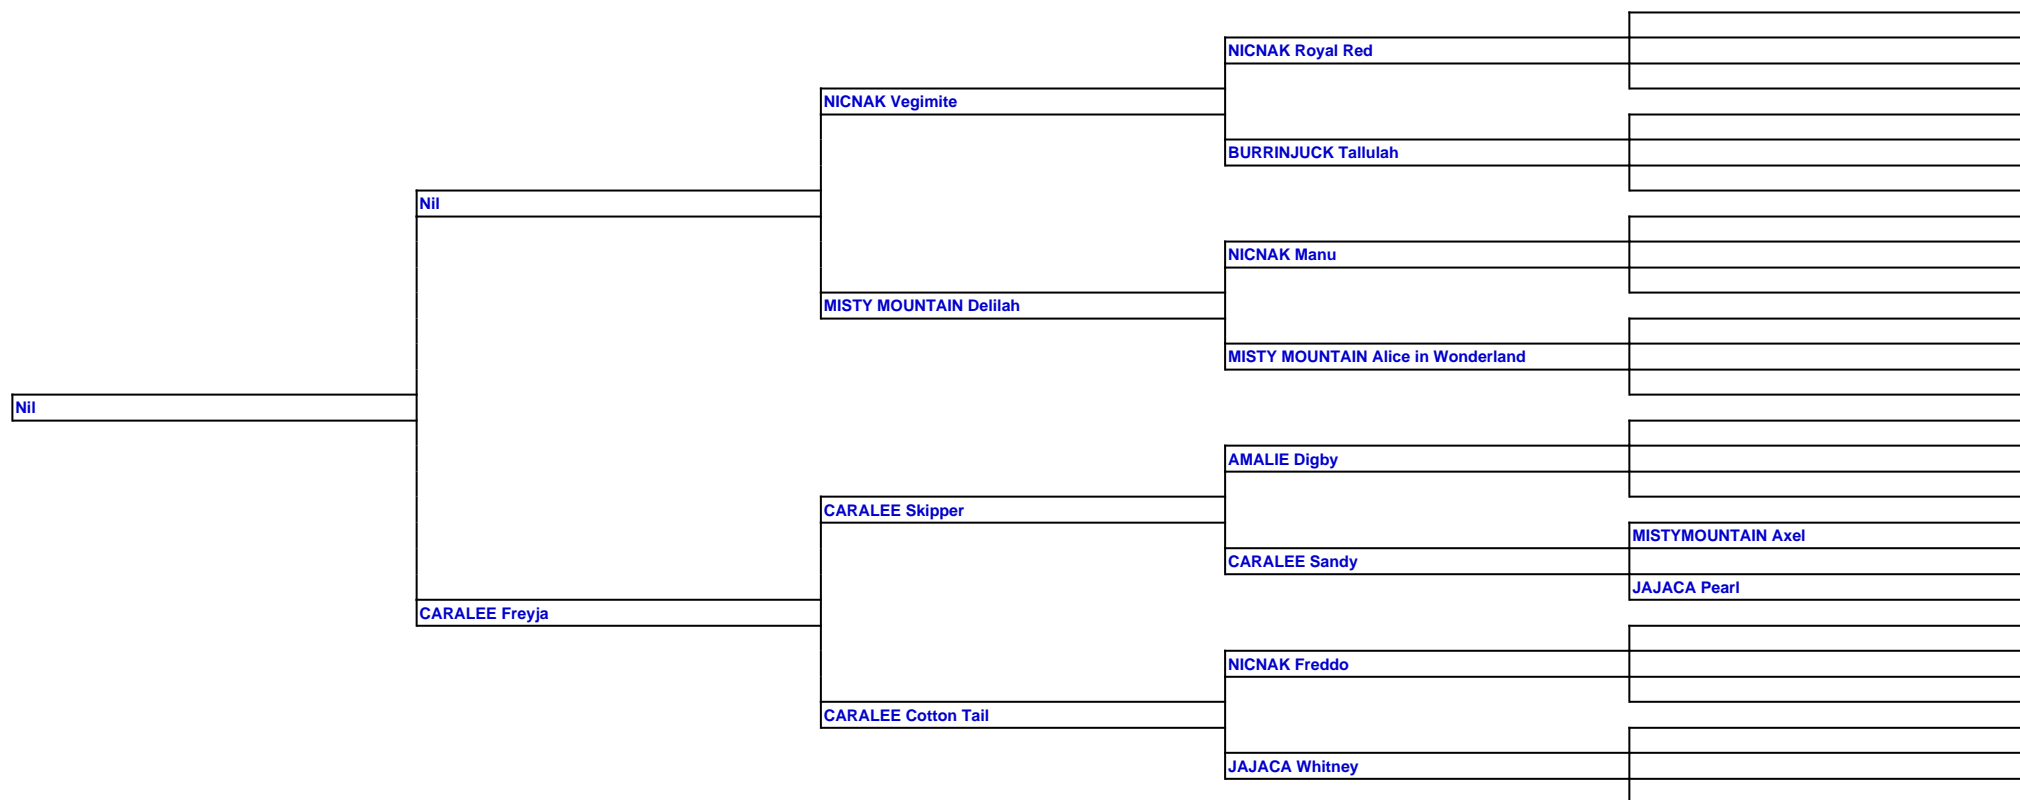 NICNAK Royal Red
NICNAK Vegimite
BURRINJUCK Tallulah
Nil
NICNAK Manu
MISTY MOUNTAIN Delilah
MISTY MOUNTAIN Alice in Wonderland
Nil
AMALIE Digby
CARALEE Skipper
MISTYMOUNTAIN Axel
CARALEE Sandy
JAJACA Pearl
CARALEE Freyja
NICNAK Freddo
CARALEE Cotton Tail
JAJACA Whitney